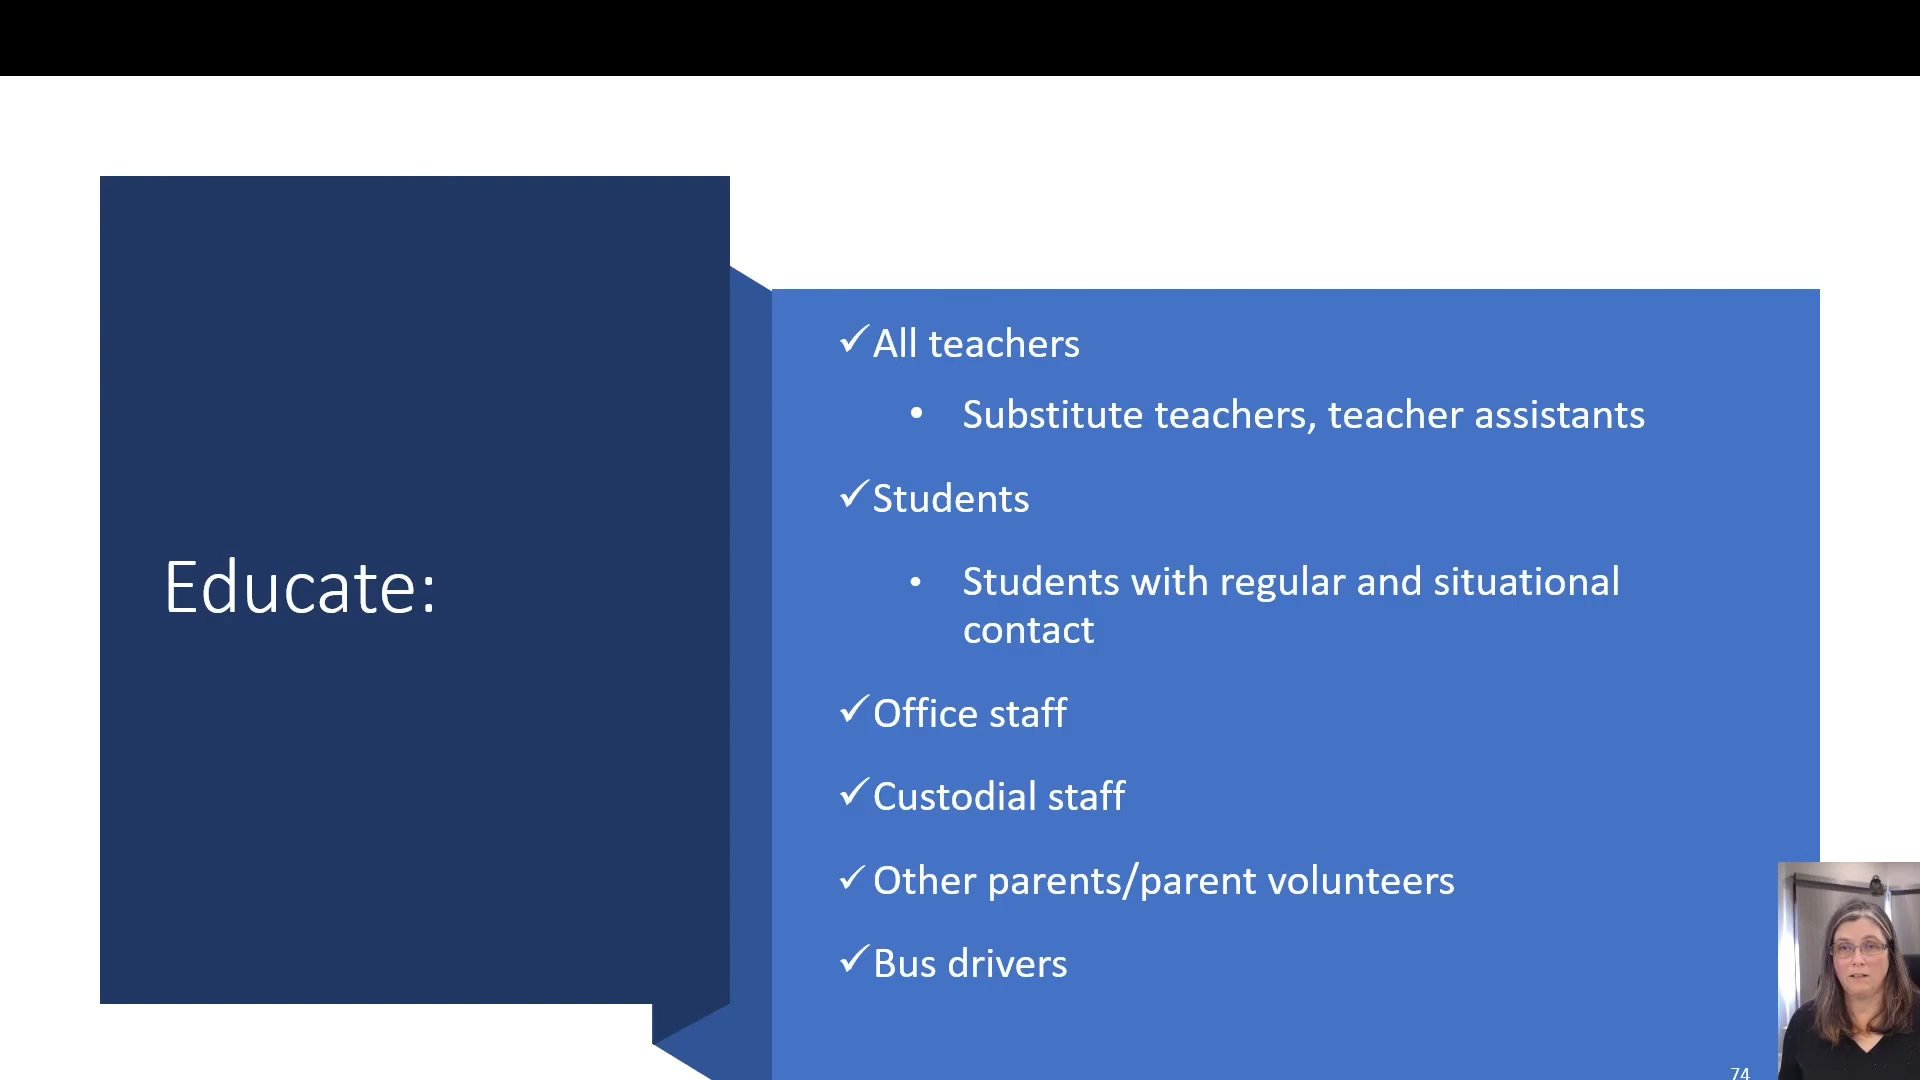 Educate:
✓All teachers
• Substitute teachers, teacher assistants
✓Students
• Students with regular and situational
contact
✓Office staff
✓Custodial staff
✓Other parents/parent volunteers
✓Bus drivers
74